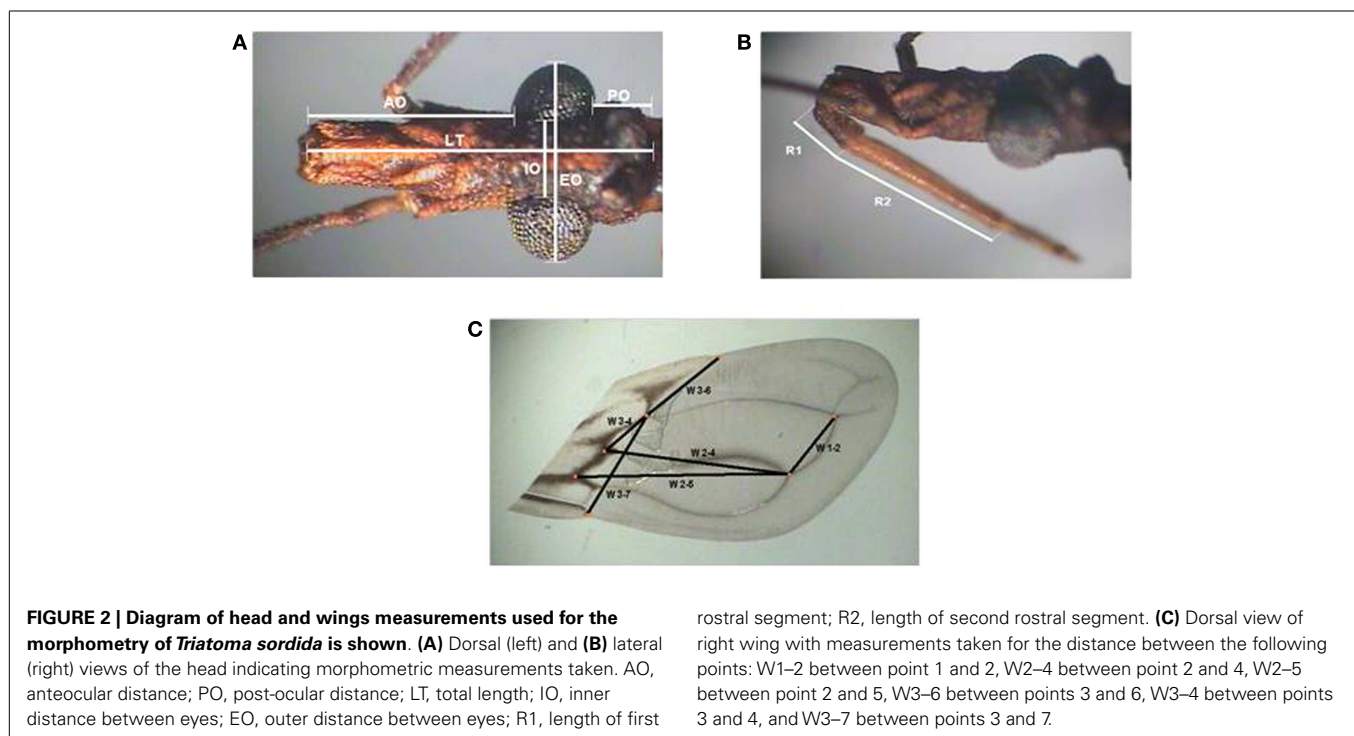 A
AO
PO
LT
IO
EO
B
R1
R2
C
W 3-6
W 3-4
W 1-2
W 2-4
W 2-5
W 3-7
FIGURE 2 | Diagram of head and wings measurements used for the
morphometry of Triatoma sordida is shown. (A) Dorsal (left) and (B) lateral
(right) views of the head indicating morphometric measurements taken. AO,
anteocular distance; PO, post-ocular distance; LT, total length; IO, inner
distance between eyes; EO, outer distance between eyes; R1, length of first
rostral segment; R2, length of second rostral segment. (C) Dorsal view of
right wing with measurements taken for the distance between the following
points: W1–2 between point 1 and 2, W2–4 between point 2 and 4, W2–5
between point 2 and 5, W3–6 between points 3 and 6, W3–4 between points
3 and 4, and W3–7 between points 3 and 7.